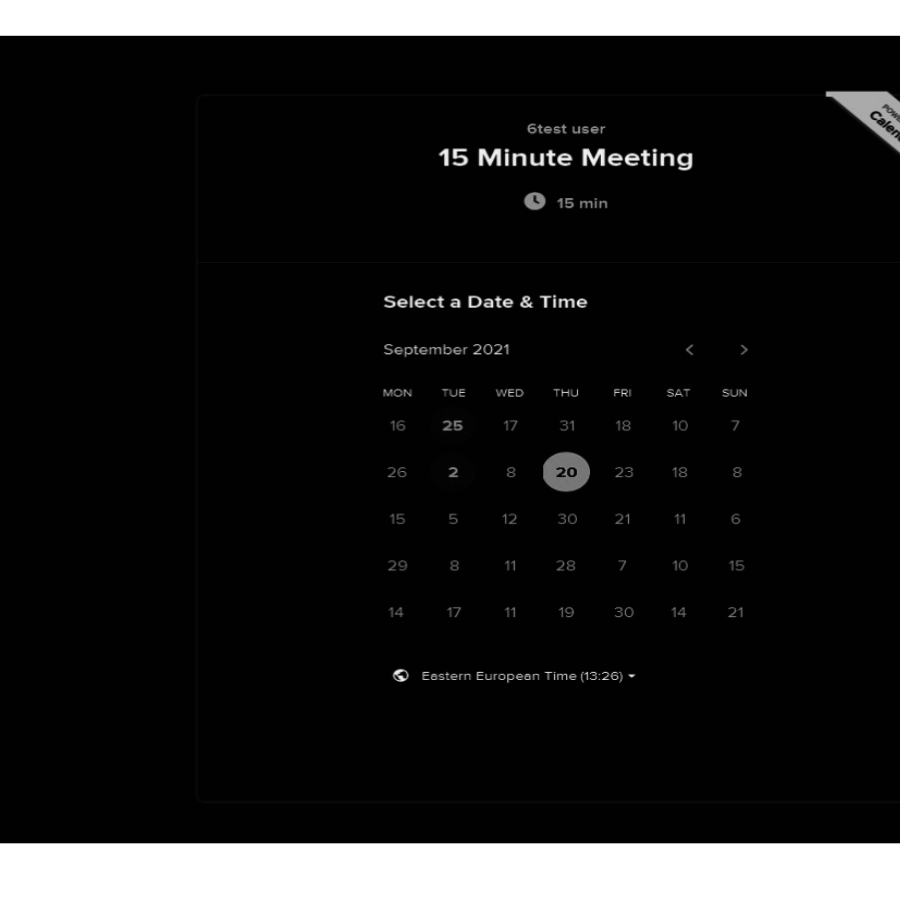 POWE
Calen
6test user
15 Minute Meeting
15 min
Select a Date & Time
September 2021
MON TUE WED THU FRI SAT SUN
16 25 17 31 18 10 7
26 2 8 20 23 18 8
15 5 12 30 21 11 6
29 8 11 28 7 10 15
14 17 11 19 30 14 21
Eastern European Time (13:26)